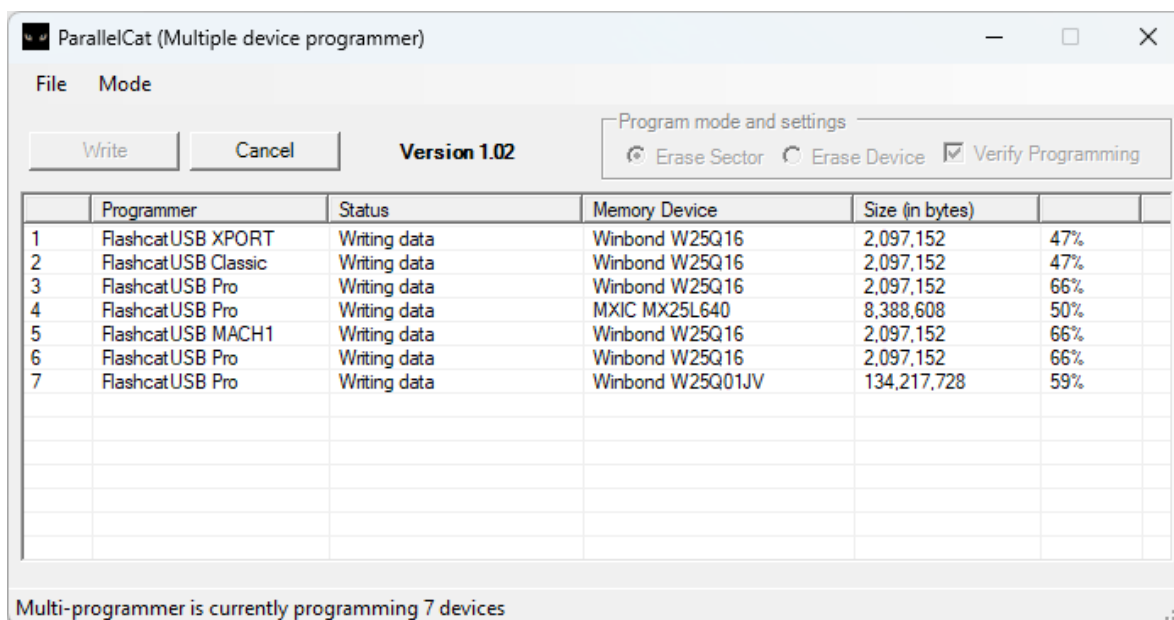 ParallelCat (Multiple device programmer)
File Mode
Write Cancel Version 1.02
Program mode and settings
Erase Sector Erase Device Verify Programming
Programmer Status Memory Device Size (in bytes)
1 FlashcatUSB XPORT Writing data Winbond W25Q16 2,097,152 47%
2 FlashcatUSB Classic Writing data Winbond W25Q16 2,097,152 47%
3 FlashcatUSB Pro Writing data Winbond W25Q16 2,097,152 66%
4 FlashcatUSB Pro Writing data MXIC MX25L640 8,388,608 50%
5 FlashcatUSB MACH1 Writing data Winbond W25Q16 2,097,152 66%
6 FlashcatUSB Pro Writing data Winbond W25Q16 2,097,152 66%
7 FlashcatUSB Pro Writing data Winbond W25Q01JV 134,217,728 59%
Multi-programmer is currently programming 7 devices